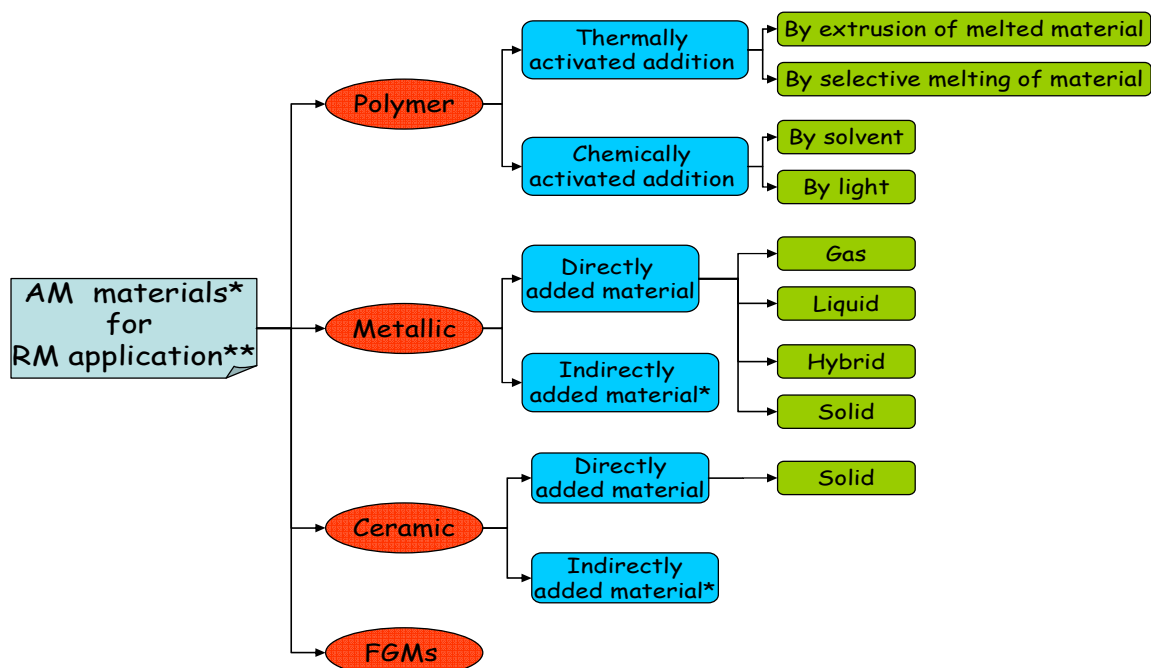 AM materials*
for
RM application**
Polymer
Thermally
activated addition
By extrusion of melted material
By selective melting of material
Chemically
activated addition
By solvent
By light
Metallic
Directly
added material
Gas
Liquid
Hybrid
Solid
Indirectly
added material*
Ceramic
Directly
added material
Solid
Indirectly
added material*
FGMs